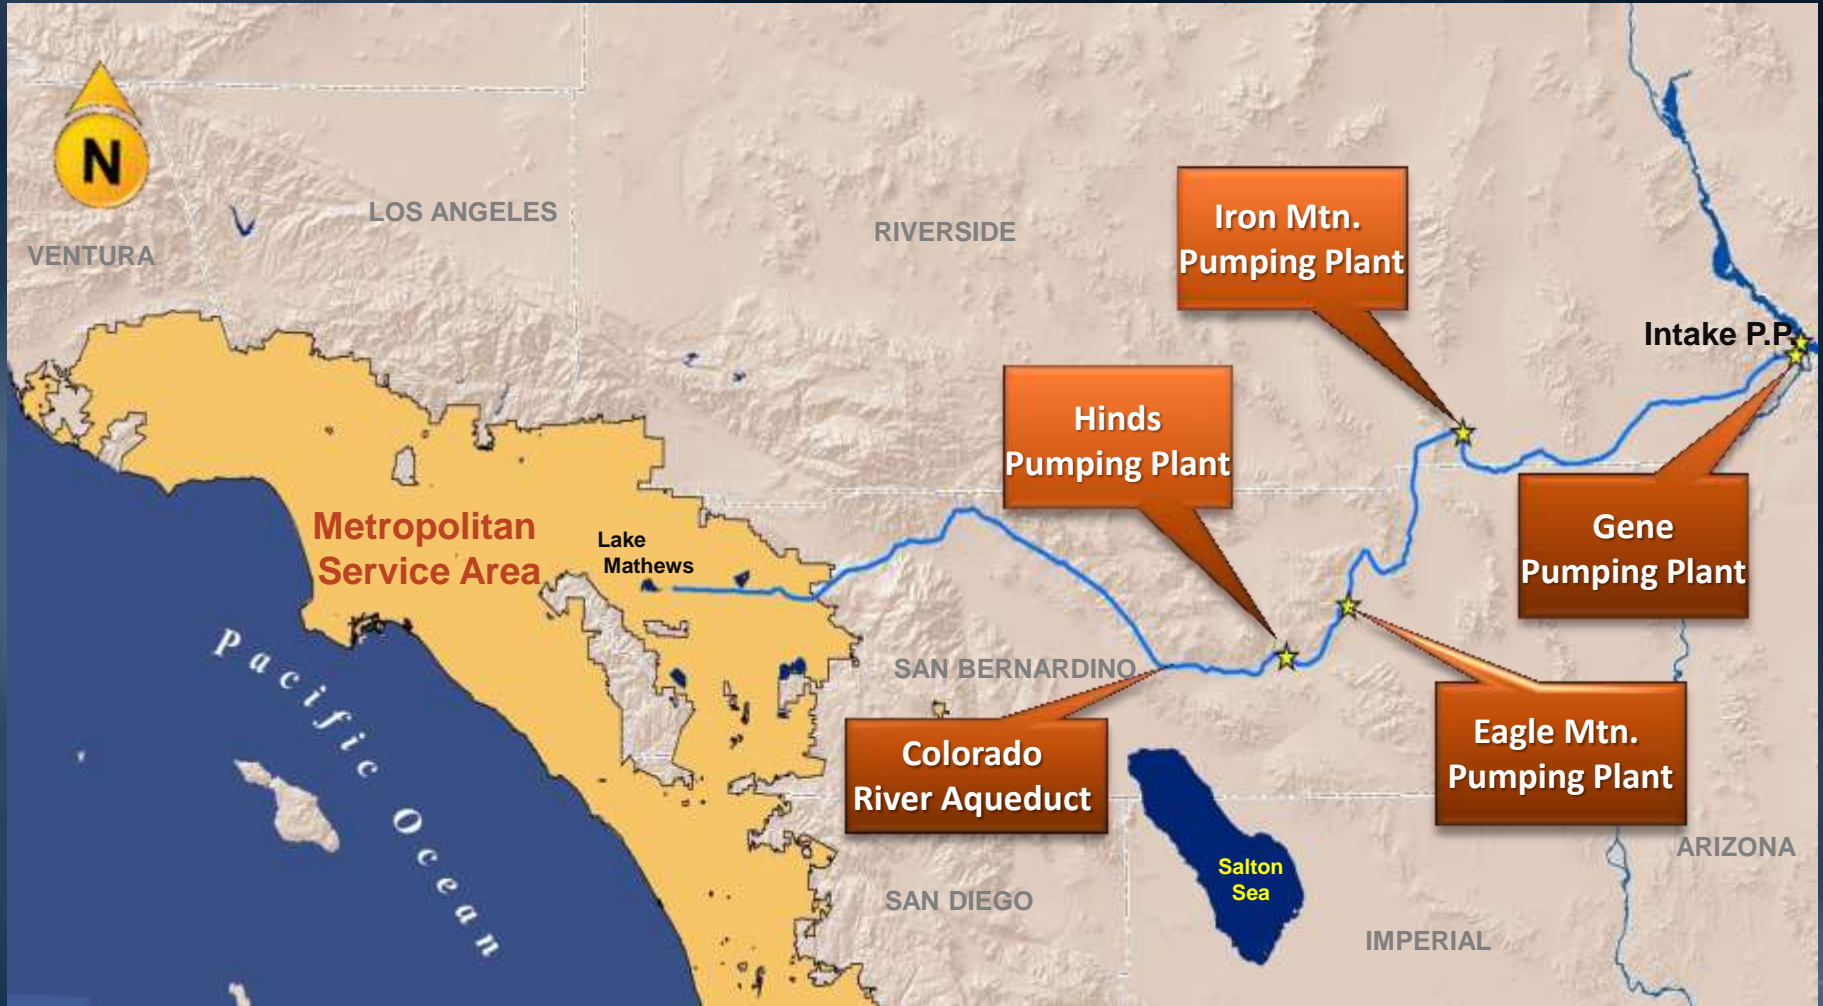 N
LOS ANGELES
VENTURA
RIVERSIDE
Iron Mtn.
Pumping Plant
Intake P.P.
Hinds
Pumping Plant
Gene
Pumping Plant
Metropolitan
Service Area
Lake
Mathews
Pacific Ocean
SAN BERNARDINO
Colorado
River Aqueduct
Eagle Mtn.
Pumping Plant
Salton
Sea
ARIZONA
SAN DIEGO
IMPERIAL